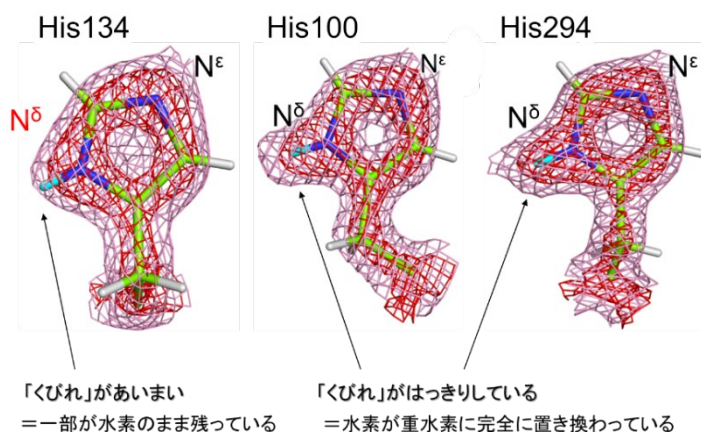 His134
His100
His294
Nε
Nε
Nε
Nδ
Nδ
Nδ
「くびれ」があいまい
＝一部が水素のまま残っている
「くびれ」がはっきりしている
＝水素が重水素に完全に置き換わっている